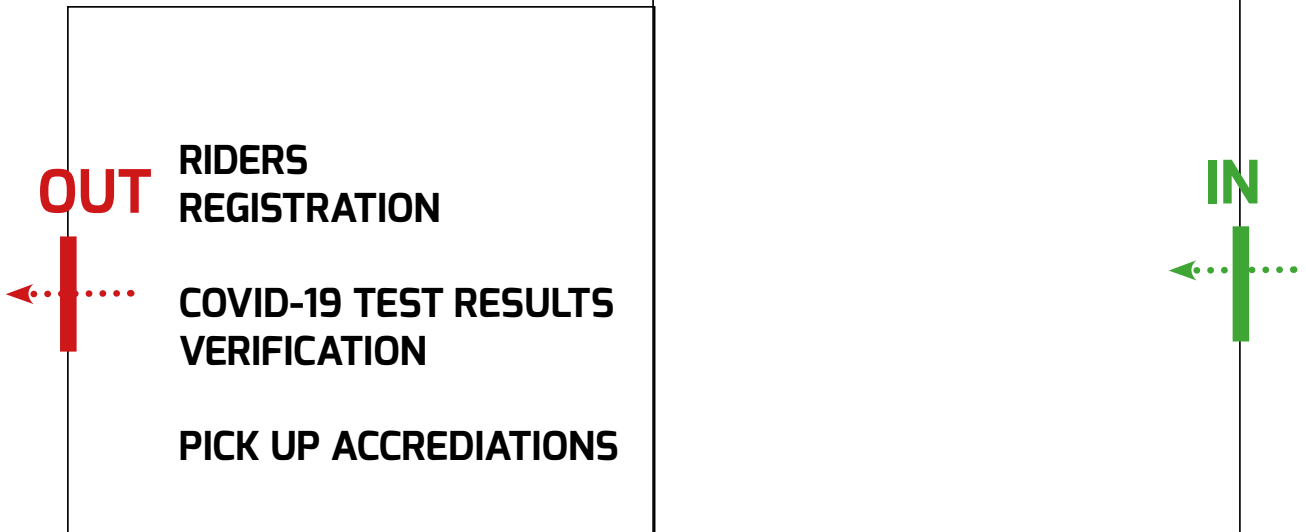 OUT
RIDERS
REGISTRATION
COVID-19 TEST RESULTS
VERIFICATION
PICK UP ACCREDIATIONS
IN